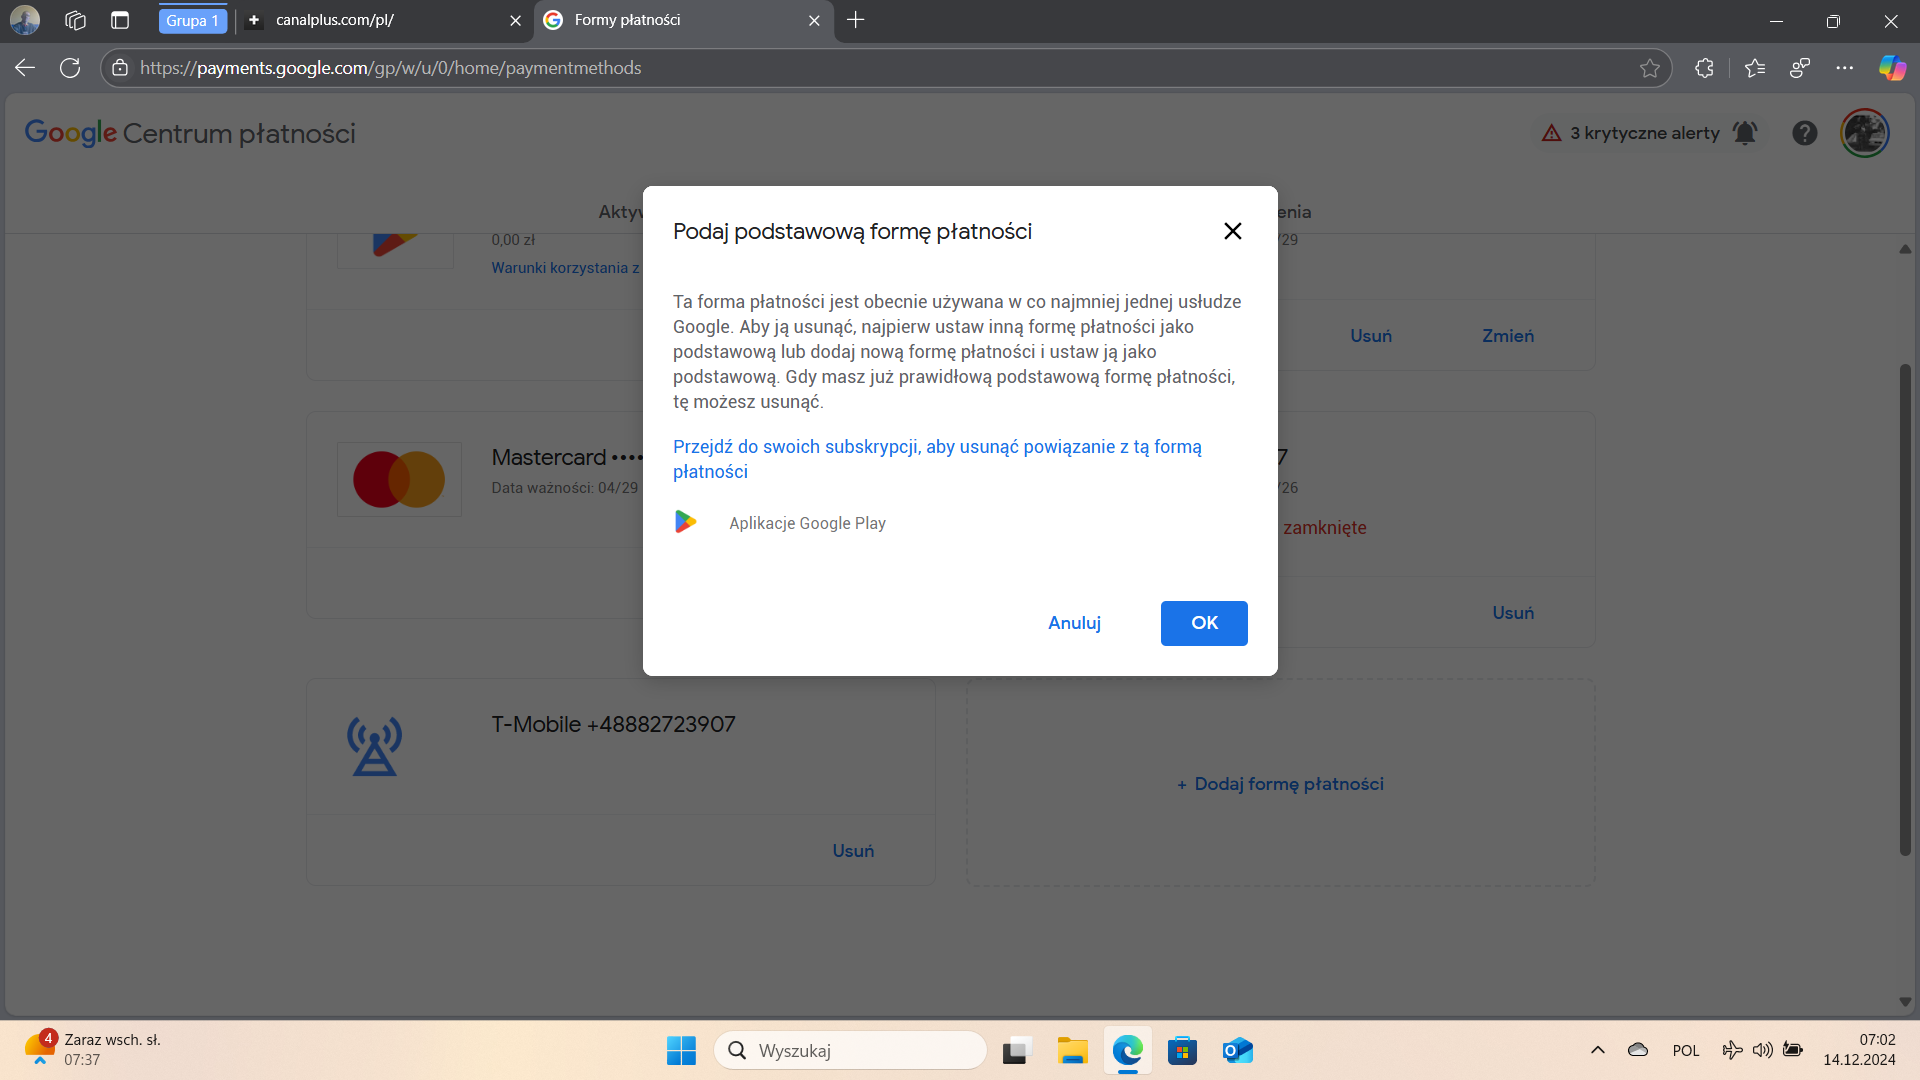 Grupa 1
canalplus.com/pl/
Formy płatności
https://payments.google.com/gp/w/u/0/home/paymentmethods
Google Centrum płatności
3 krytyczne alerty
Podaj podstawową formę płatności
0,00 zł
Warunki korzystania z
/29
Ta forma płatności jest obecnie używana w co najmniej jednej usłudze
Google. Aby ją usunąć, najpierw ustaw inną formę płatności jako
podstawową lub dodaj nową formę płatności i ustaw ją jako
podstawową. Gdy masz już prawidłową podstawową formę płatności,
tę możesz usunąć.
Usuń
Zmień
Przejdź do swoich subskrypcji, aby usunąć powiązanie z tą formą
płatności
Aplikacje Google Play
Anuluj
OK
Mastercard ••••
Data ważności: 04/29
7
/26
zamknięte
Usuń
T-Mobile +48882723907
Usuń
+ Dodaj formę płatności
4
Zaraz wsch. sł.
07:37
Wyszukaj
POL
07:02
14.12.2024